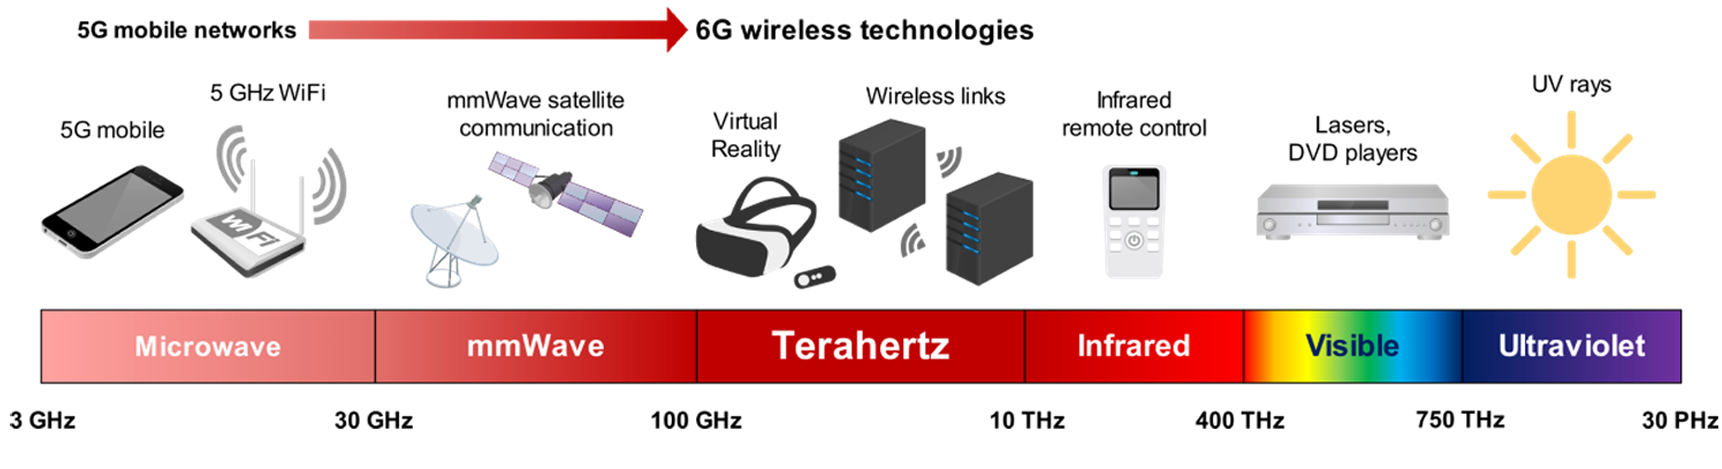 5G mobile networks
6G wireless technologies
5G mobile
5 GHz WiFi
WiFi
mmWave satellite
communication
Virtual
Reality
Wireless links
Infrared
remote control
Lasers,
DVD players
UV rays
Microwave
mmWave
Terahertz
Infrared
Visible
Ultraviolet
3 GHz
30 GHz
100 GHz
10 THz
400 THz
750 THz
30 PHz